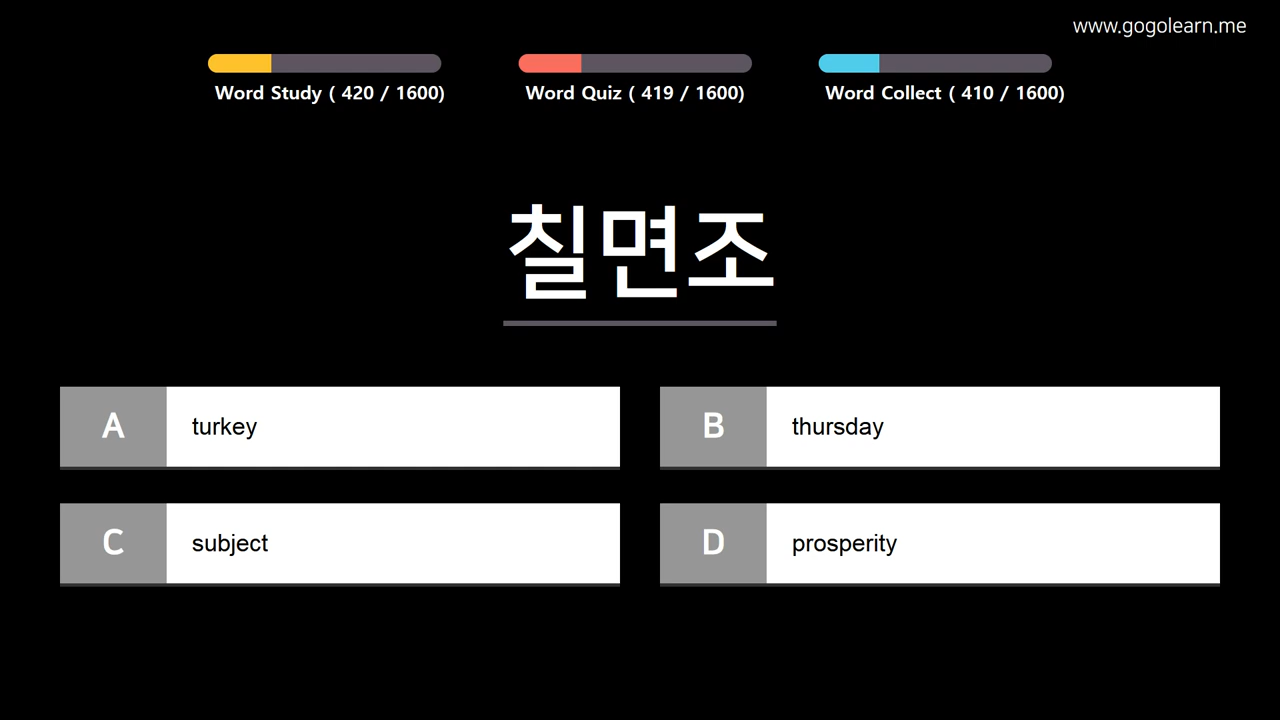 www.gogolearn.me
Word Study ( 420 / 1600)
Word Quiz ( 419 / 1600)
Word Collect ( 410 / 1600)
칠면조
A turkey
B thursday
C subject
D prosperity